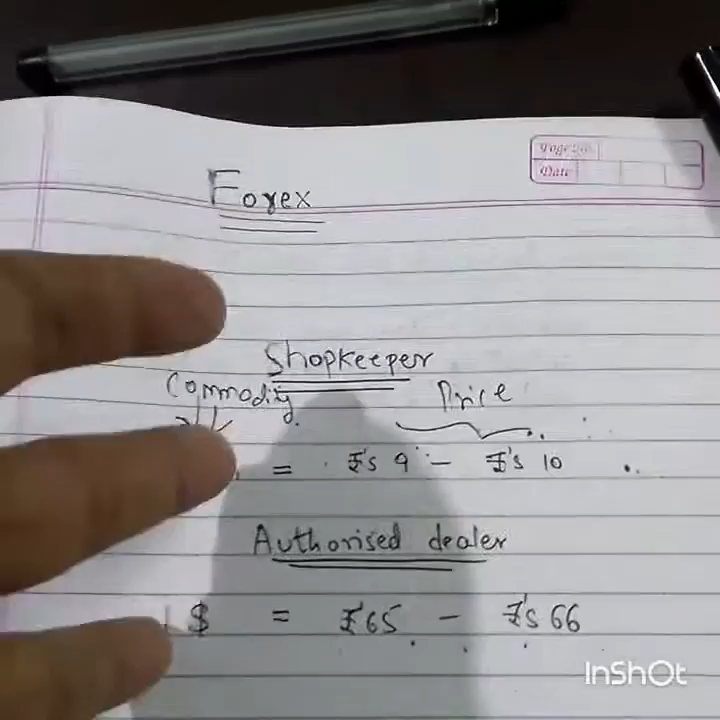 Page No.
Date
Forex
Shopkeeper
Commodity Price
= ₹'s 9 - ₹'s 10
Authorised dealer
1 $ = ₹65 - ₹'s 66
InShOt